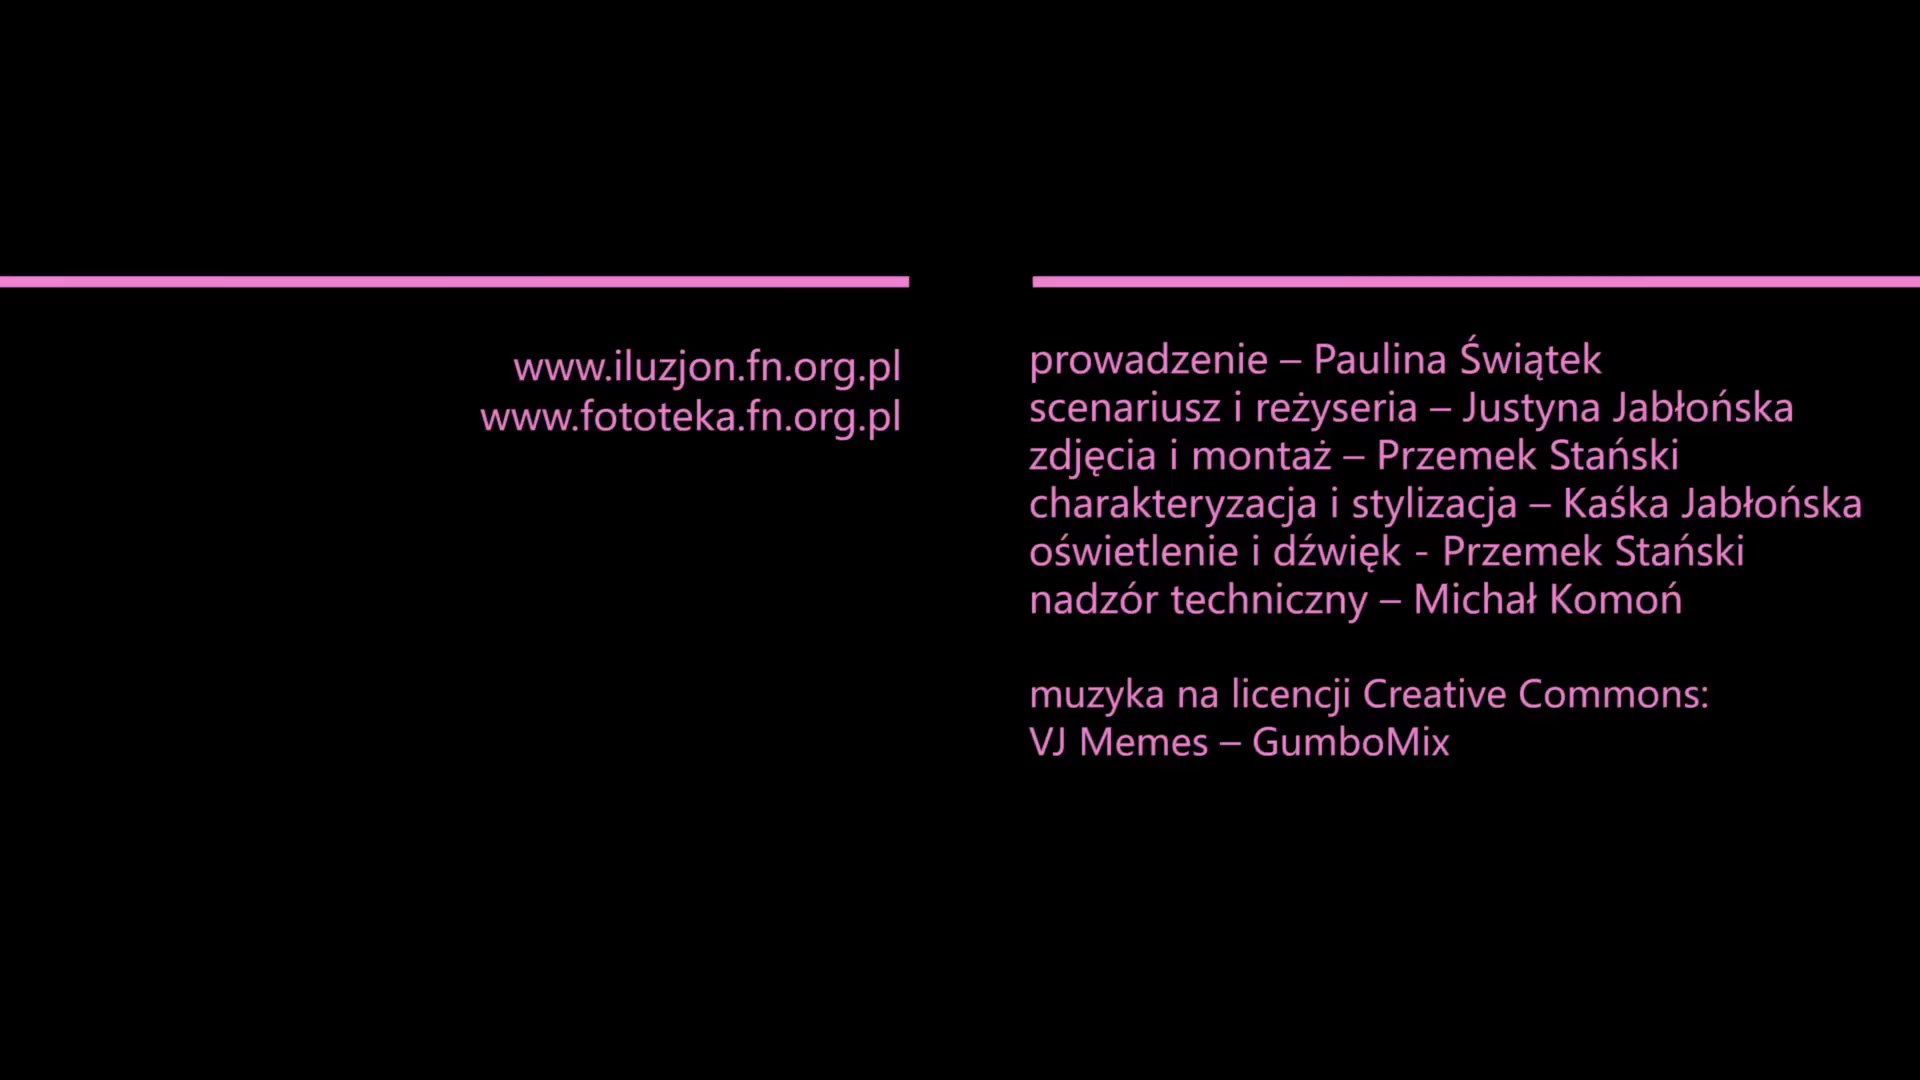 www.iluzjon.fn.org.pl
www.fototeka.fn.org.pl
prowadzenie – Paulina Świątek
scenariusz i reżyseria – Justyna Jabłońska
zdjęcia i montaż – Przemek Stański
charakteryzacja i stylizacja – Kaśka Jabłońska
oświetlenie i dźwięk - Przemek Stański
nadzór techniczny – Michał Komoń
muzyka na licencji Creative Commons:
VJ Memes – GumboMix